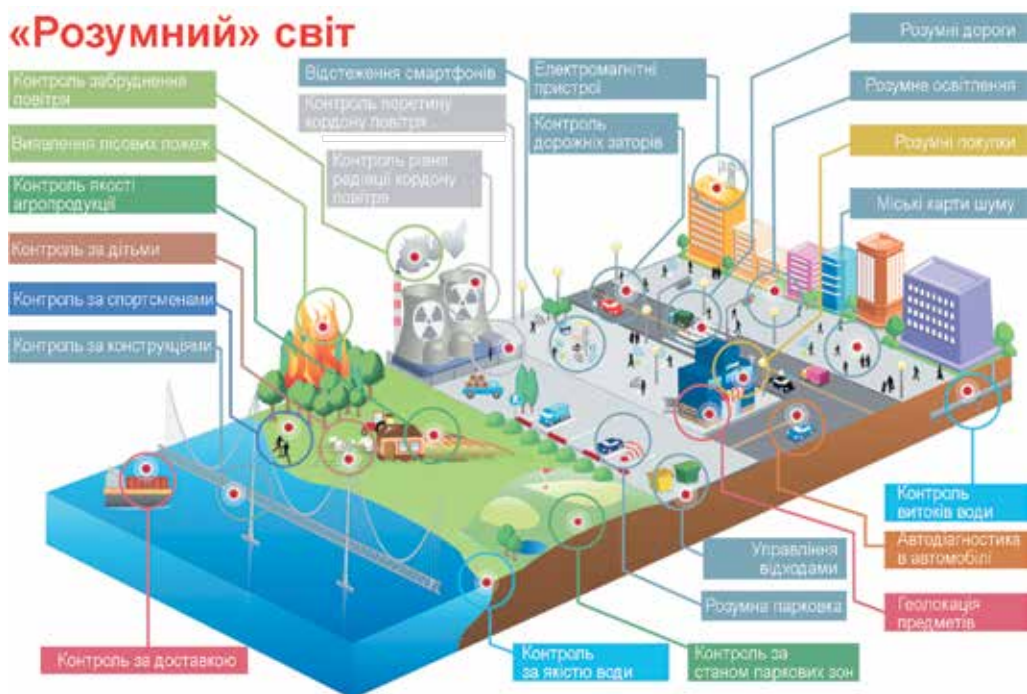 «Розумний» світ
Контроль забруднення
повітря
Виявлення лісових пожеж
Контроль якості
агропродукції
Контроль за дітьми
Контроль за спортсменами
Контроль за конструкціями
Відстеження смартфонів
Контроль перетину
кордону повітря
Контроль рівня
радіації кордону
повітря
Електромагнітні
пристрої
Контроль
дорожніх заторів
Розумні дороги
Розумне освітлення
Розумні покупки
Міські карти шуму
Контроль
витоків води
Автодіагностика
в автомобілі
Геолокація
предметів
Управління
відходами
Розумна парковка
Контроль за
станом паркових зон
Контроль
за якістю води
Контроль за доставкою